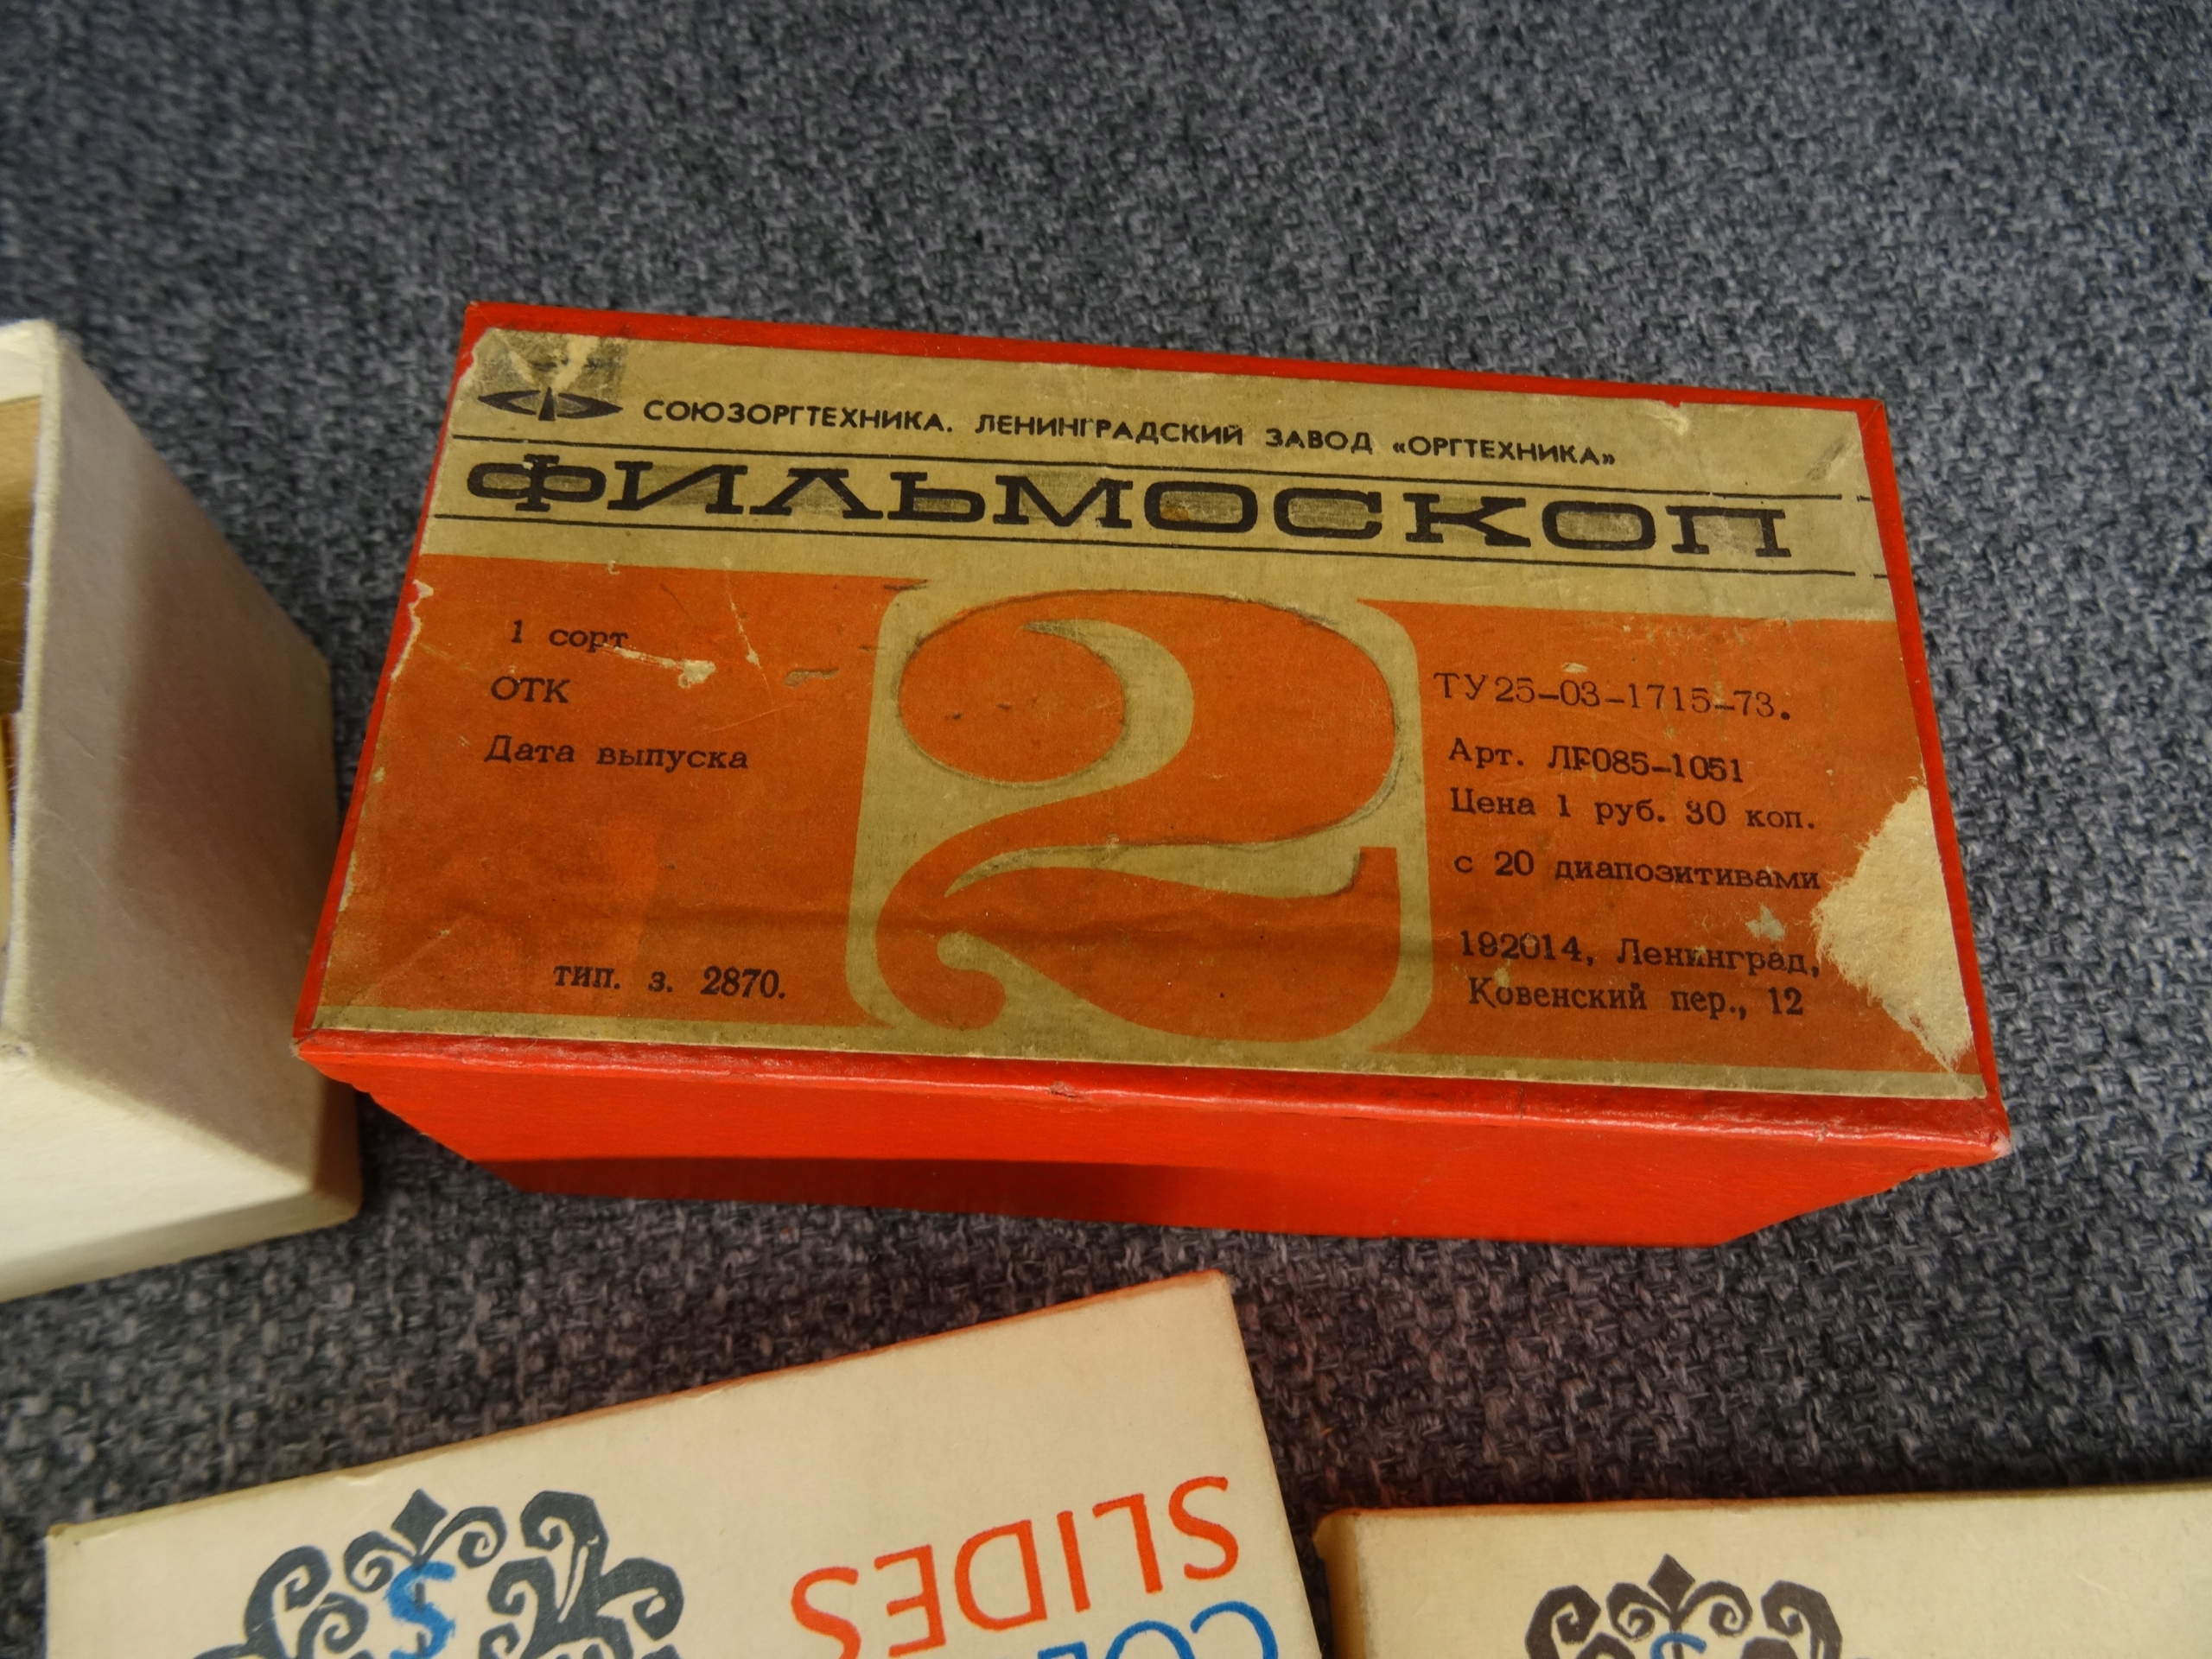 СОЮЗОРГТЕХНИКА. ЛЕНИНГРАДСКИЙ ЗАВОД «ОРГТЕХНИКА»
ФИЛЬМОСКОП
2
1 сорт
ОТК
Дата выпуска
тип. з. 2870.
ТУ25-03-1715-73.
Арт. ЛF085-1051
Цена 1 руб. 30 коп.
с 20 диапозитивами
192014, Ленинград,
Ковенский пер., 12
SLIDES
S